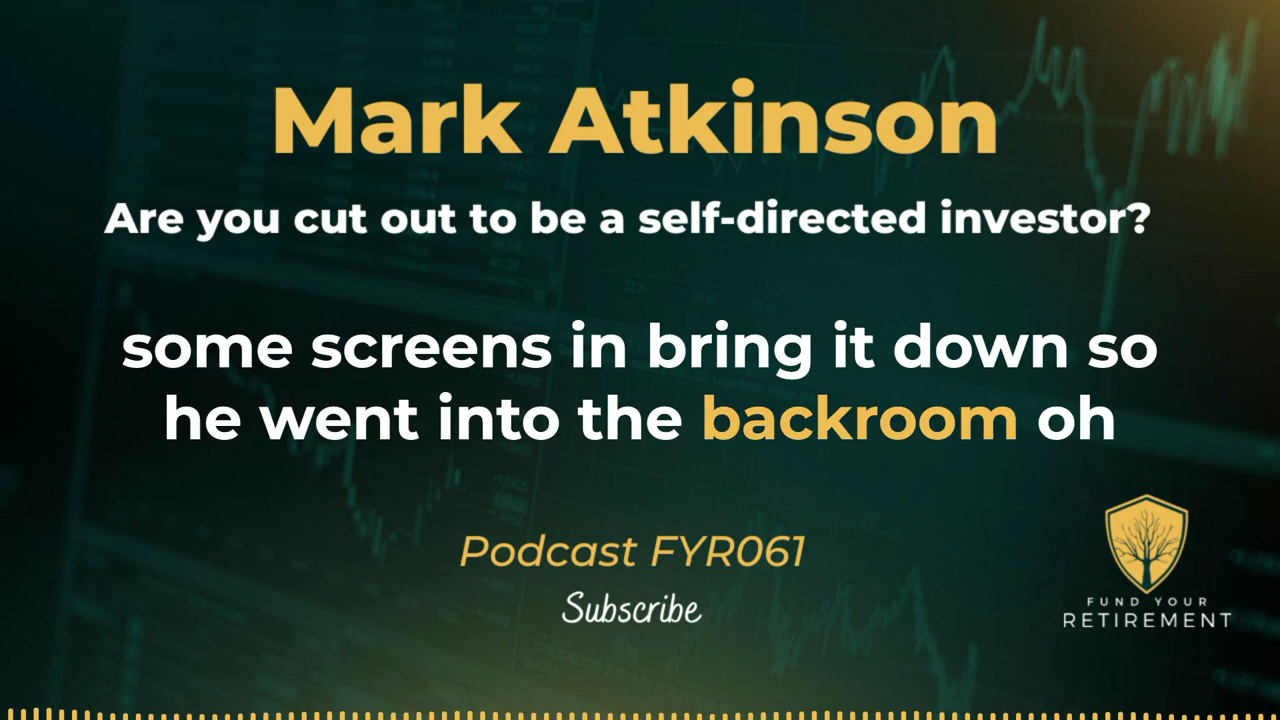 Mark Atkinson
Are you cut out to be a self-directed investor?
some screens in bring it down so
he went into the backroom oh
Podcast FYR061
Subscribe
FUND YOUR
RETIREMENT